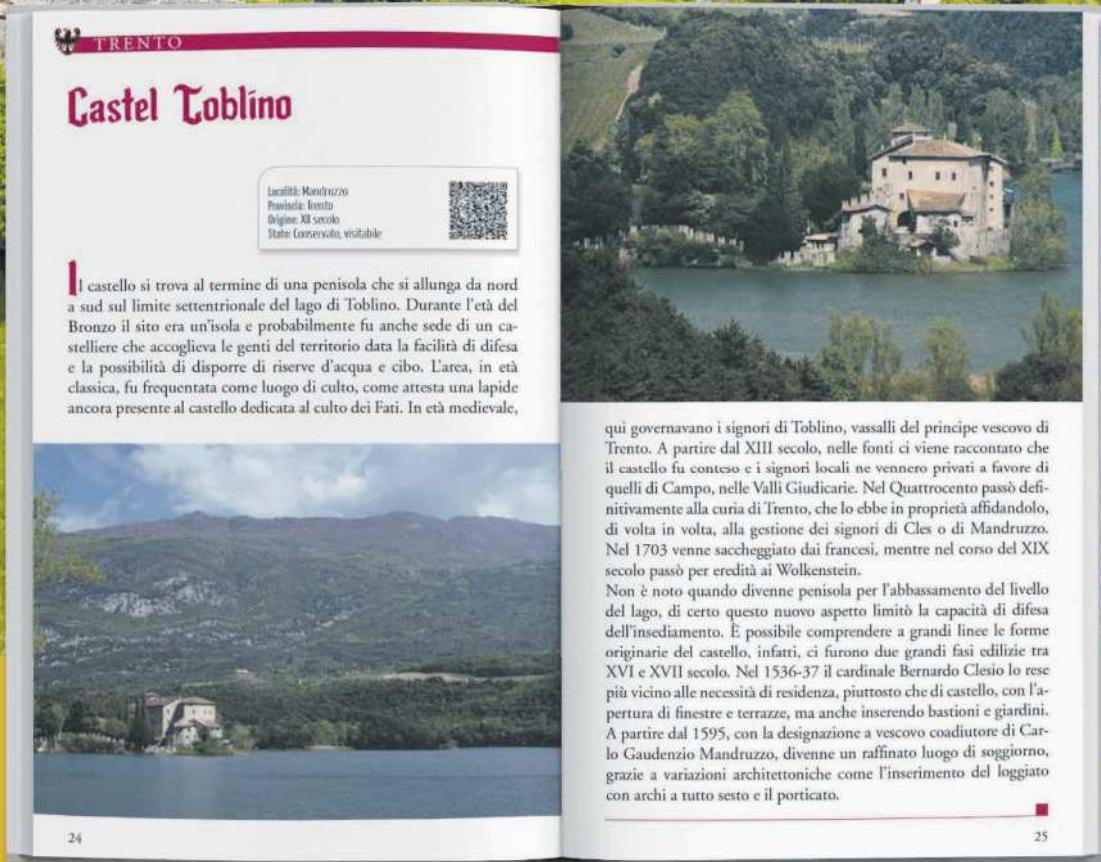 TRENTO
Castel Toblino
Località: Mandruzzo
Provincia: Trento
Origine: XII secolo
Stato: Conservato, visitabile
Il castello si trova al termine di una penisola che si allunga da nord
a sud sul limite settentrionale del lago di Toblino. Durante l'età del
Bronzo il sito era un'isola e probabilmente fu anche sede di un ca-
stelliere che accoglieva le genti del territorio data la facilità di difesa
e la possibilità di disporre di riserve d'acqua e cibo. L'area, in età
classica, fu frequentata come luogo di culto, come attesta una lapide
ancora presente al castello dedicata al culto dei Fati. In età medievale,
24
qui governavano i signori di Toblino, vassalli del principe vescovo di
Trento. A partire dal XIII secolo, nelle fonti ci viene raccontato che
il castello fu conteso e i signori locali ne vennero privati a favore di
quelli di Campo, nelle Valli Giudicarie. Nel Quattrocento passò defi-
nitivamente alla curia di Trento, che lo ebbe in proprietà affidandolo,
di volta in volta, alla gestione dei signori di Cles o di Mandruzzo.
Nel 1703 venne saccheggiato dai francesi, mentre nel corso del XIX
secolo passò per eredità ai Wolkenstein.
Non è noto quando divenne penisola per l'abbassamento del livello
del lago, di certo questo nuovo aspetto limitò la capacità di difesa
dell'insediamento. È possibile comprendere a grandi linee le forme
originarie del castello, infatti, ci furono due grandi fasi edilizie tra
XVI e XVII secolo. Nel 1536-37 il cardinale Bernardo Clesio lo rese
più vicino alle necessità di residenza, piuttosto che di castello, con l'a-
pertura di finestre e terrazze, ma anche inserendo bastioni e giardini.
A partire dal 1595, con la designazione a vescovo coadiutore di Car-
lo Gaudenzio Mandruzzo, divenne un raffinato luogo di soggiorno,
grazie a variazioni architettoniche come l'inserimento del loggiato
con archi a tutto sesto e il porticato.
25